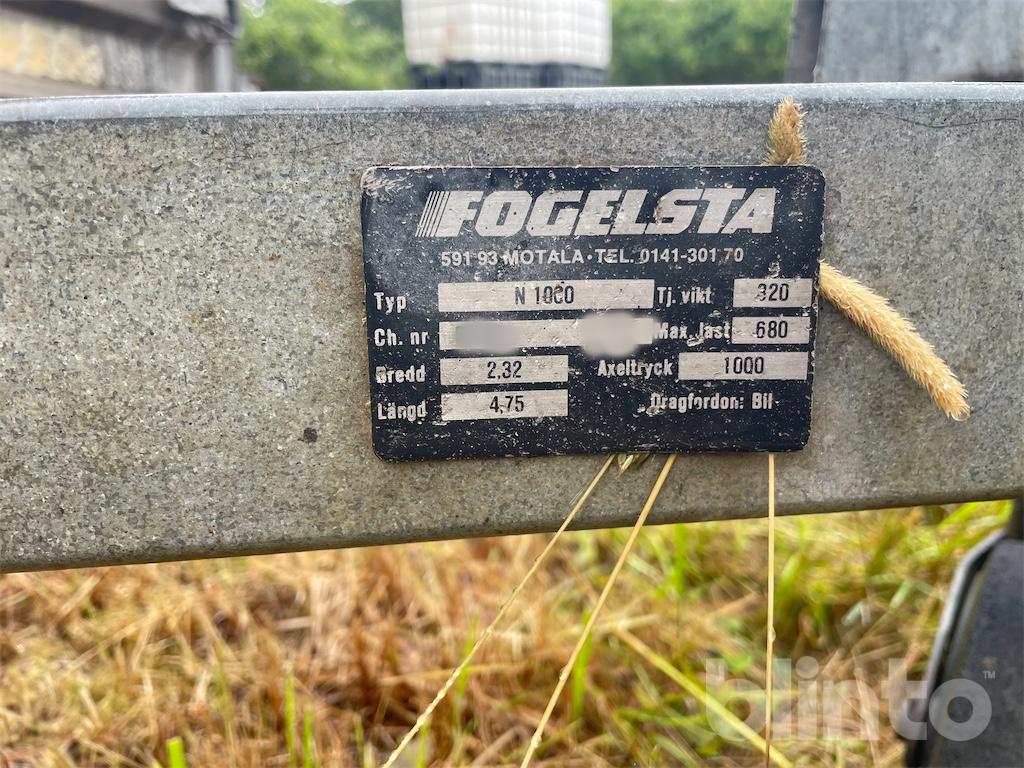 FOGELSTA
591 93 MOTALA · TEL. 0141-301 70
Typ N 1000 Tj. vikt 320
Ch. nr Max. last 680
Bredd 2,32 Axeltryck 1000
Längd 4,75 Dragfordon: Bil
blinto™